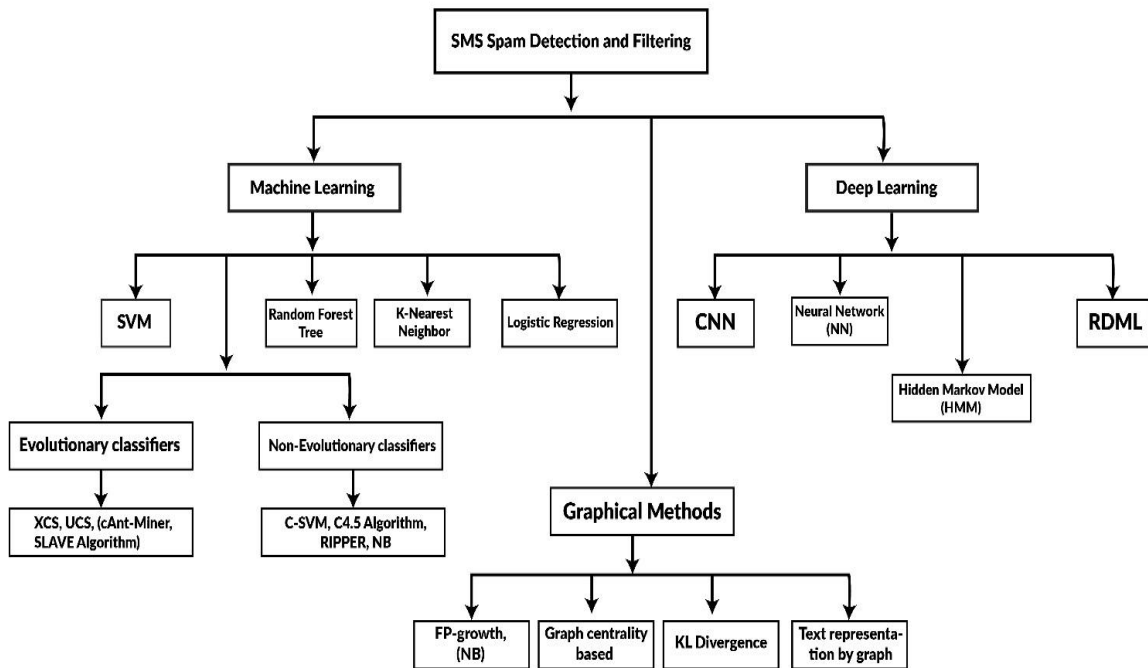 SMS Spam Detection and Filtering
Machine Learning
Deep Learning
SVM
Random Forest
Tree
K-Nearest
Neighbor
Logistic Regression
CNN
Neural Network
(NN)
RDML
Hidden Markov Model
(HMM)
Evolutionary classifiers
Non-Evolutionary classifiers
XCS, UCS, (cAnt-Miner,
SLAVE Algorithm)
C-SVM, C4.5 Algorithm,
RIPPER, NB
Graphical Methods
FP-growth,
(NB)
Graph centrality
based
KL Divergence
Text representa-
tion by graph